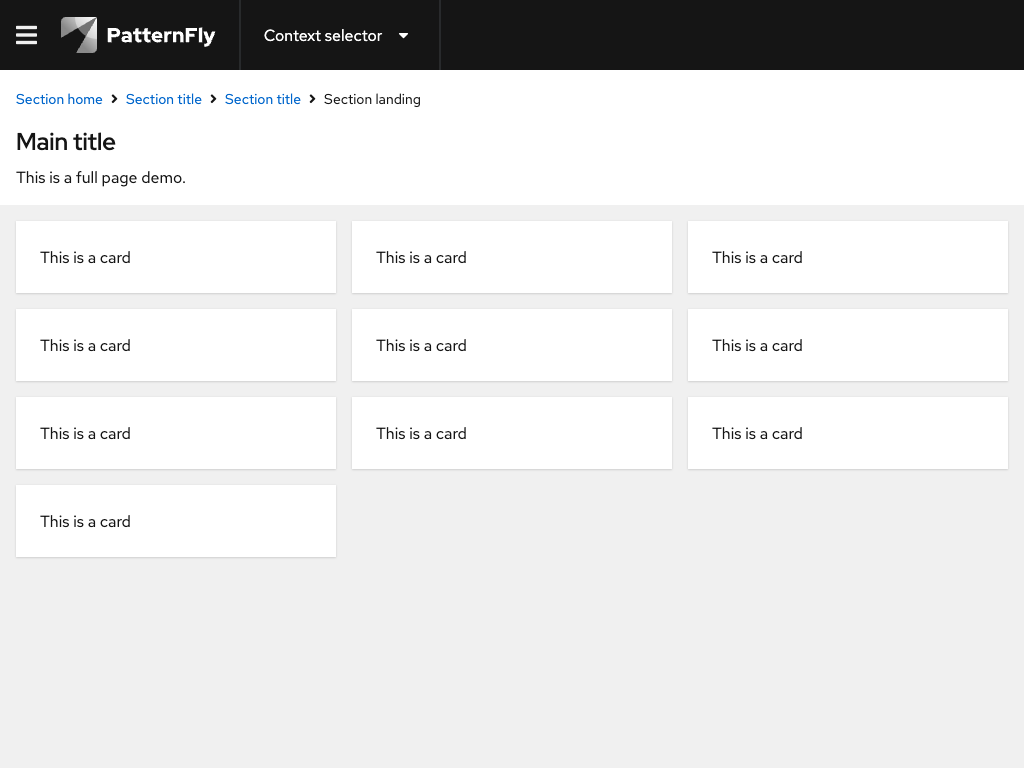 PatternFly Context selector
Section home Section title Section title Section landing
Main title
This is a full page demo.
This is a card This is a card This is a card
This is a card This is a card This is a card
This is a card This is a card This is a card
This is a card